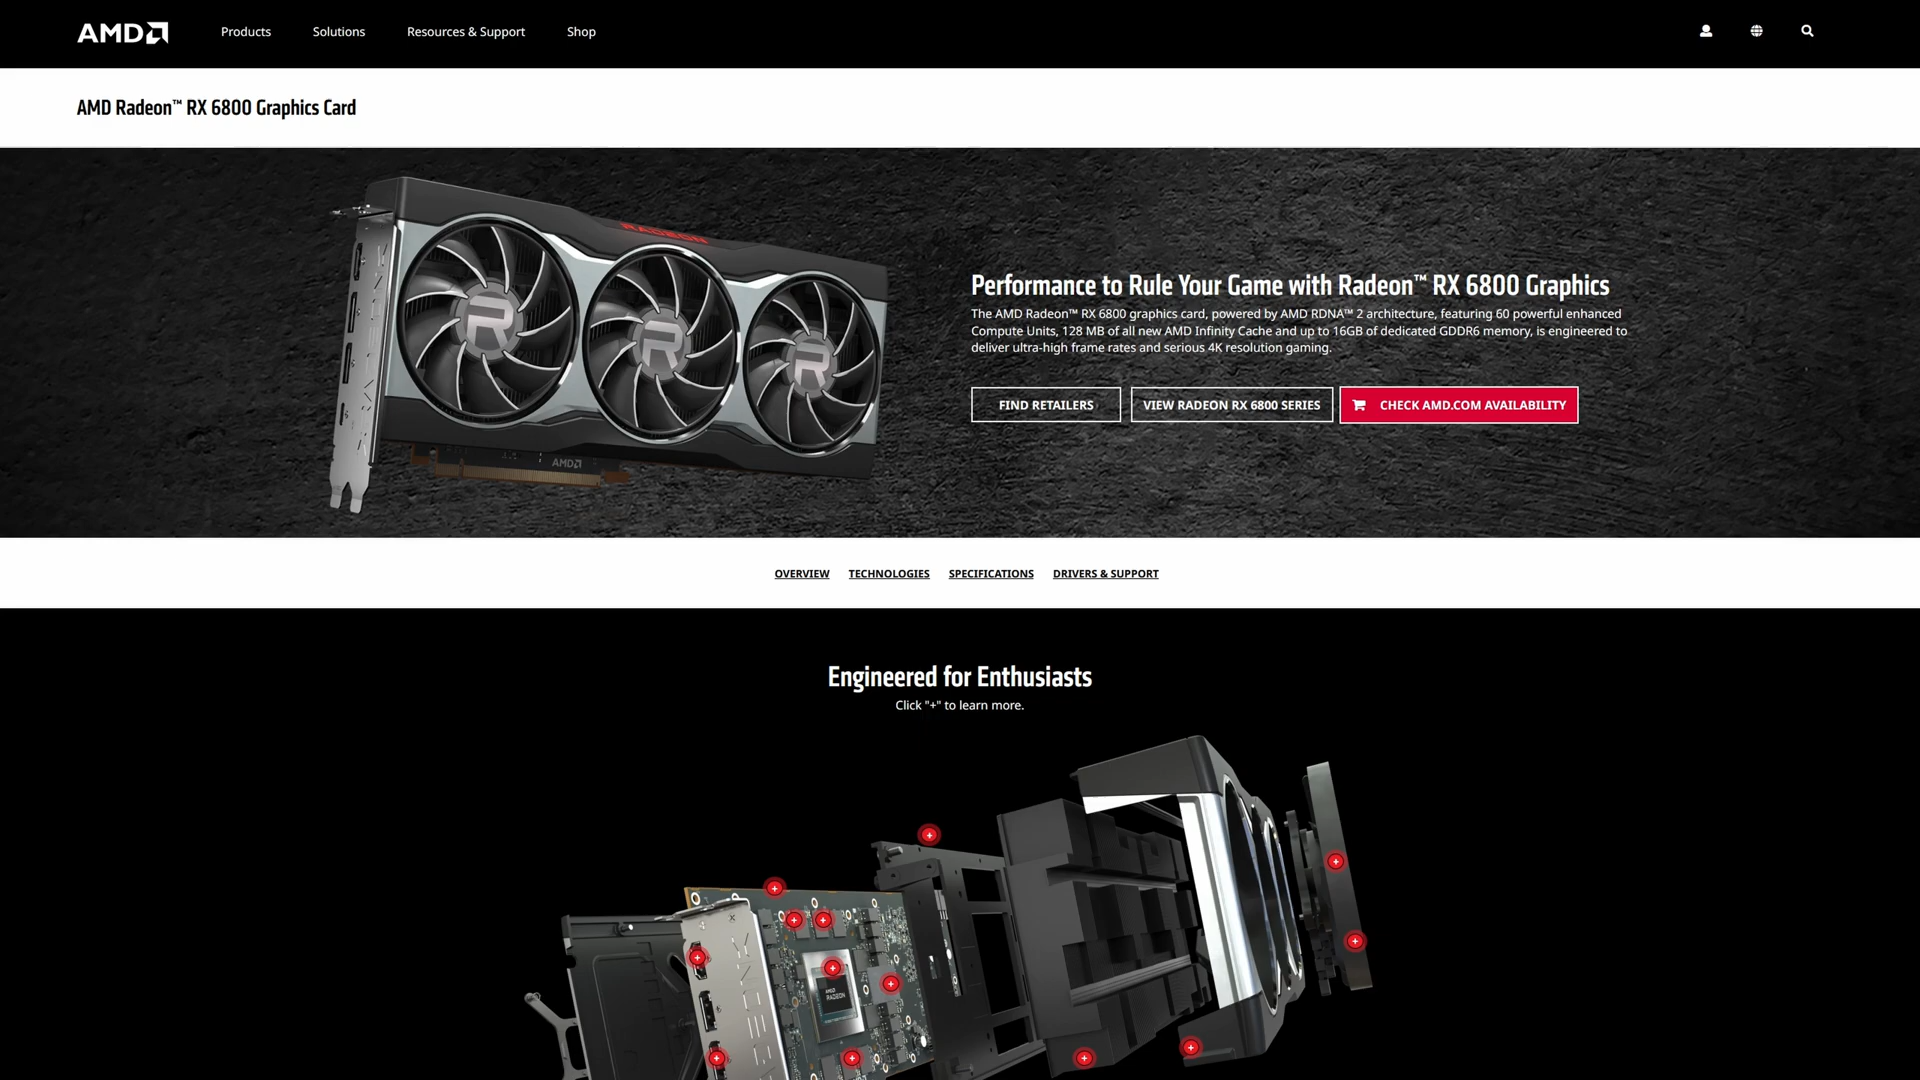 AMD
Products
Solutions
Resources & Support
Shop
AMD Radeon™ RX 6800 Graphics Card
RADEON
R
R
R
AMD
Performance to Rule Your Game with Radeon™ RX 6800 Graphics
The AMD Radeon™ RX 6800 graphics card, powered by AMD RDNA™ 2 architecture, featuring 60 powerful enhanced
Compute Units, 128 MB of all new AMD Infinity Cache and up to 16GB of dedicated GDDR6 memory, is engineered to
deliver ultra-high frame rates and serious 4K resolution gaming.
FIND RETAILERS
VIEW RADEON RX 6800 SERIES
CHECK AMD.COM AVAILABILITY
OVERVIEW
TECHNOLOGIES
SPECIFICATIONS
DRIVERS & SUPPORT
Engineered for Enthusiasts
Click "+" to learn more.
AMD
RADEON